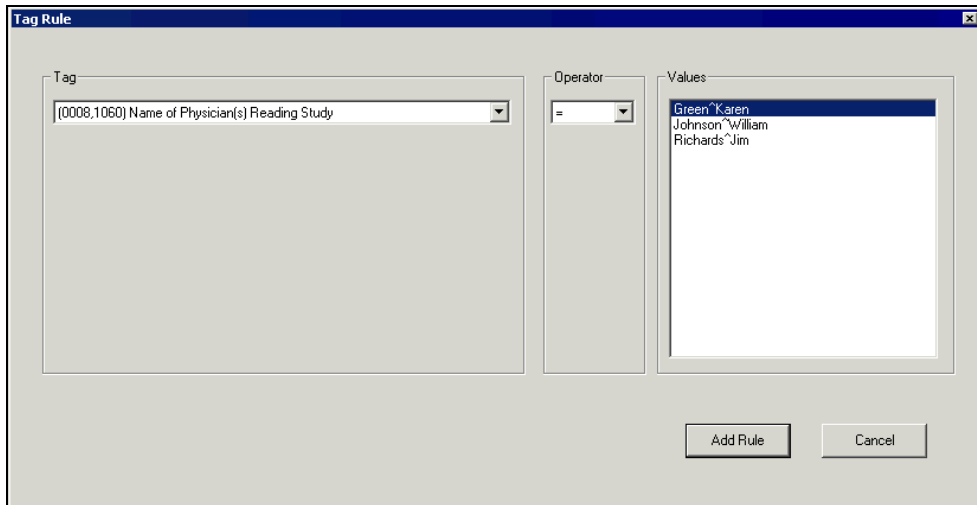 Tag Rule
Tag
Operator
Values
(0008,1060) Name of Physician(s) Reading Study
=
Green^Karen
Johnson^William
Richards^Jim
Add Rule
Cancel